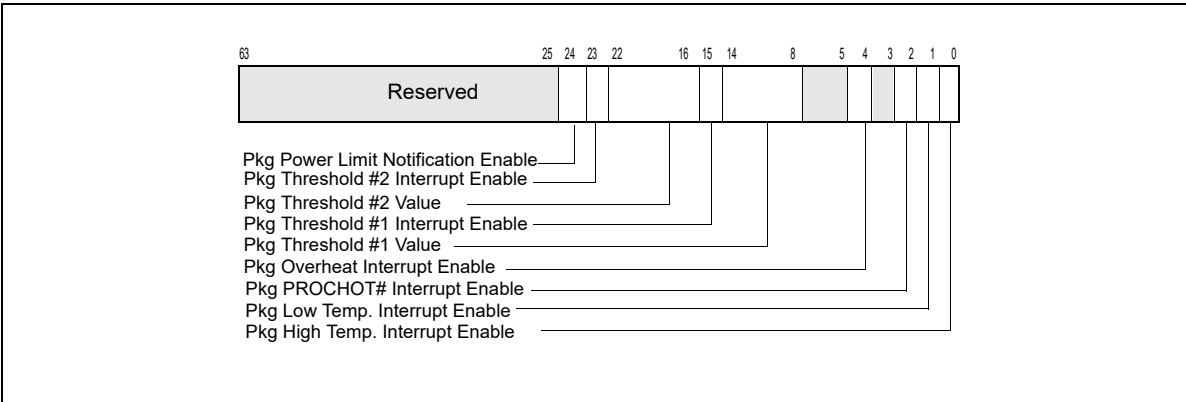 63 25 24 23 22 16 15 14 8 5 4 3 2 1 0
Reserved
Pkg Power Limit Notification Enable
Pkg Threshold #2 Interrupt Enable
Pkg Threshold #2 Value
Pkg Threshold #1 Interrupt Enable
Pkg Threshold #1 Value
Pkg Overheat Interrupt Enable
Pkg PROCHOT# Interrupt Enable
Pkg Low Temp. Interrupt Enable
Pkg High Temp. Interrupt Enable